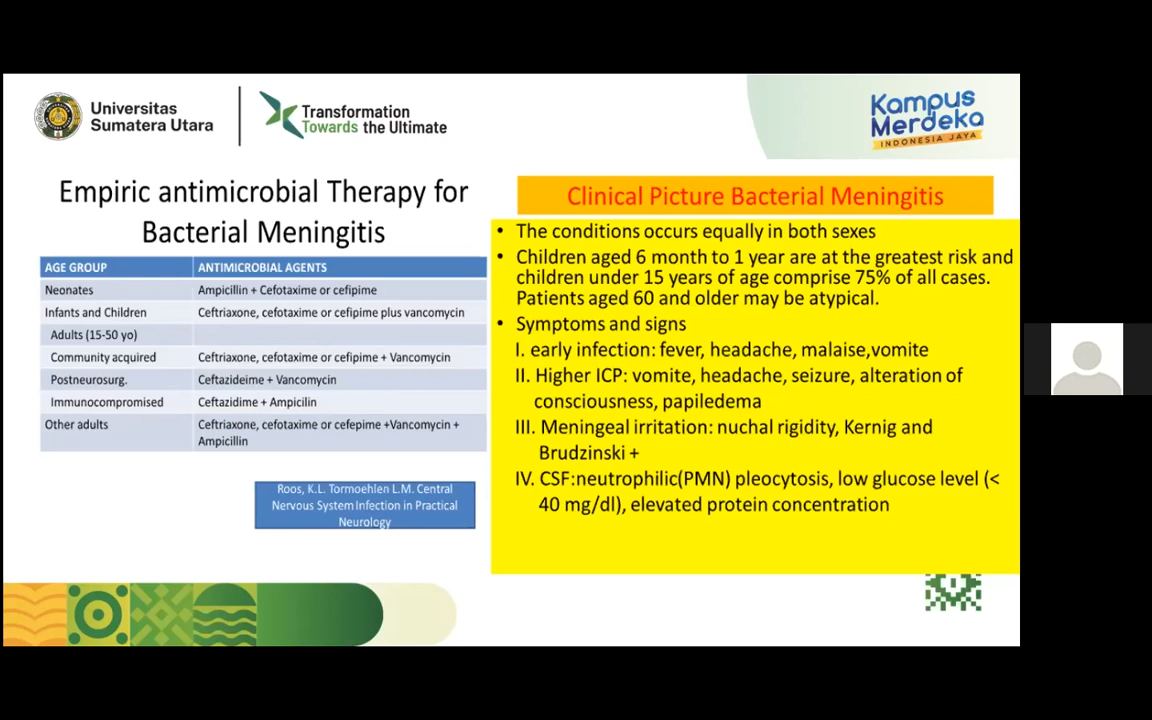 Universitas
Sumatera Utara
Transformation
Towards the Ultimate
Kampus
Merdeka
INDONESIA JAYA
Empiric antimicrobial Therapy for
Bacterial Meningitis
AGE GROUP ANTIMICROBIAL AGENTS
Neonates Ampicillin + Cefotaxime or cefipime
Infants and Children Ceftriaxone, cefotaxime or cefipime plus vancomycin
Adults (15-50 yo)
Community acquired Ceftriaxone, cefotaxime or cefipime + Vancomycin
Postneurosurg. Ceftazideime + Vancomycin
Immunocompromised Ceftazidime + Ampicilin
Other adults Ceftriaxone, cefotaxime or cefepime +Vancomycin +
Ampicillin
Roos, K.L. Tormoehlen L.M. Central
Nervous System Infection in Practical
Neurology
Clinical Picture Bacterial Meningitis
• The conditions occurs equally in both sexes
• Children aged 6 month to 1 year are at the greatest risk and
children under 15 years of age comprise 75% of all cases.
Patients aged 60 and older may be atypical.
• Symptoms and signs
I. early infection: fever, headache, malaise,vomite
II. Higher ICP: vomite, headache, seizure, alteration of
consciousness, papiledema
III. Meningeal irritation: nuchal rigidity, Kernig and
Brudzinski +
IV. CSF:neutrophilic(PMN) pleocytosis, low glucose level (<
40 mg/dl), elevated protein concentration